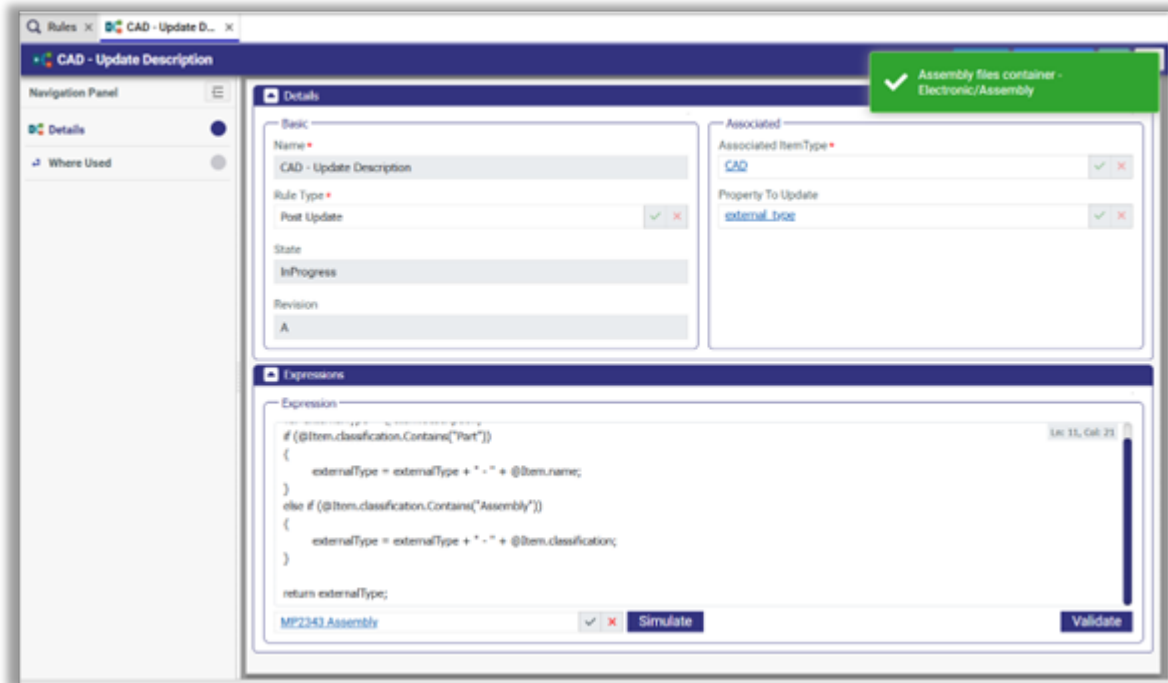 Rules × CAD - Update D... ×
CAD - Update Description
Assembly files container -
Electronic/Assembly
Navigation Panel
Details
Where Used
Details
Basic
Name •
CAD - Update Description
Rule Type •
Post Update
State
InProgress
Revision
A
Associated
Associated ItemType •
CAD
Property To Update
external_type
Expressions
Expression
Ln: 11, Col: 21
if (@Item.classification.Contains("Part"))
{
externalType = externalType + " - " + @Item.name;
}
else if (@Item.classification.Contains("Assembly"))
{
externalType = externalType + " - " + @Item.classification;
}
return externalType;
MP2343 Assembly
Simulate
Validate